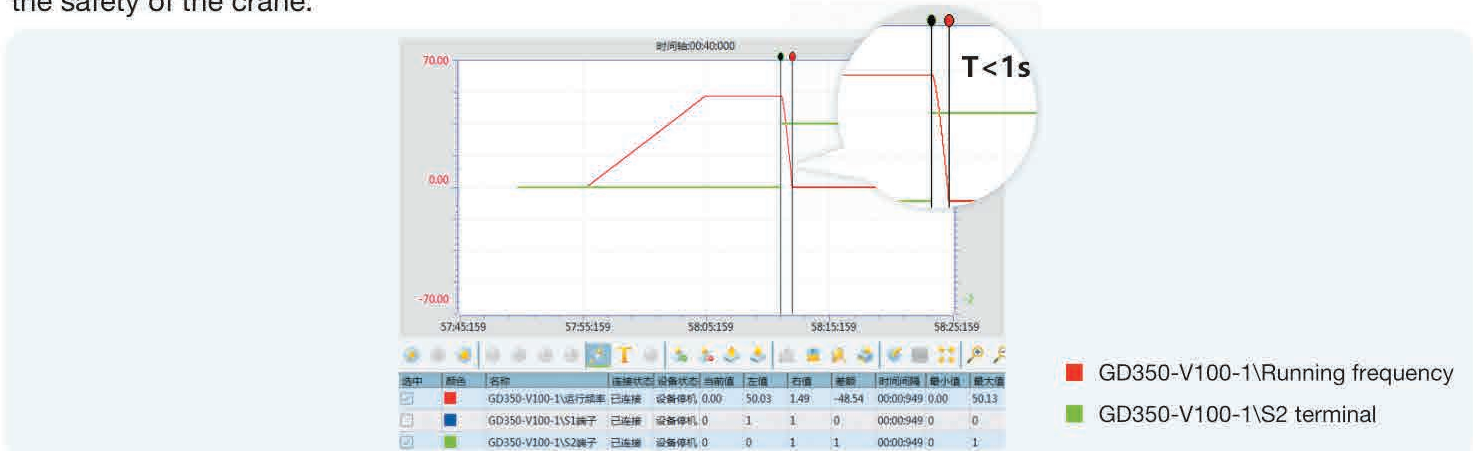 the safety of the crane.
时间轴:00:40:000
70.00
T<1s
0.00
-70.00
-2
57:45:159 57:55:159 58:05:159 58:15:159 58:25:159
选中 颜色 名称 连接状态 设备状态 当前值 左值 右值 差额 时间间隔 最小值 最大值
GD350-V100-1\运行频率 已连接 设备停机 0.00 50.03 1.49 -48.54 00:00:949 0.00 50.13
GD350-V100-1\S1端子 已连接 设备停机 0 1 1 0 00:00:949 0 0
GD350-V100-1\S2端子 已连接 设备停机 0 0 1 1 00:00:949 0 1
GD350-V100-1\Running frequency
GD350-V100-1\S2 terminal